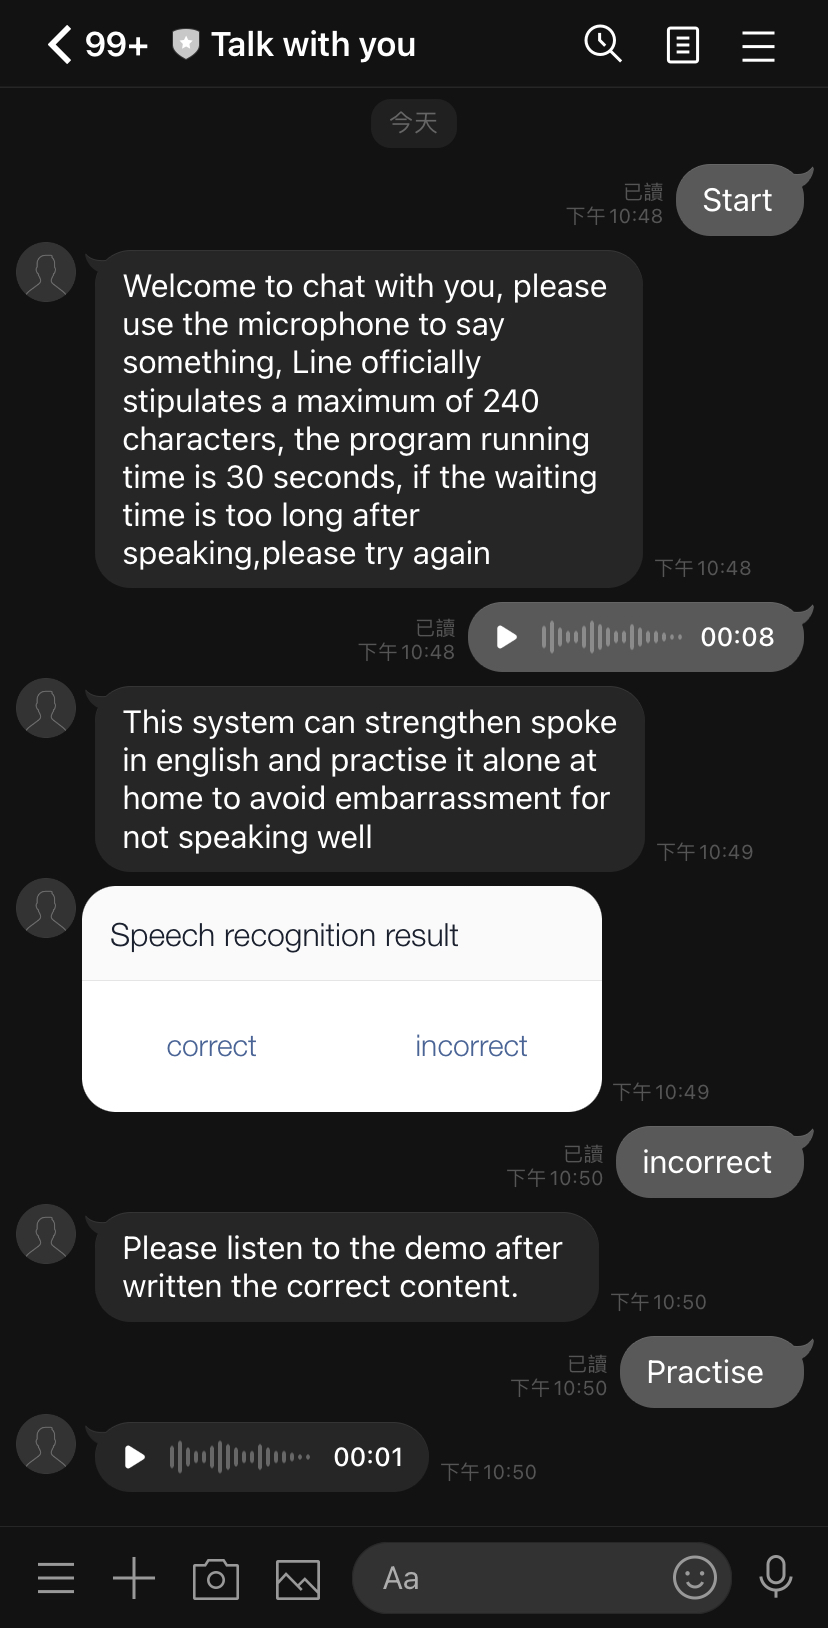 99+ Talk with you
今天
已讀
下午10:48
Start
Welcome to chat with you, please
use the microphone to say
something, Line officially
stipulates a maximum of 240
characters, the program running
time is 30 seconds, if the waiting
time is too long after
speaking,please try again
下午10:48
已讀
下午10:48
00:08
This system can strengthen spoke
in english and practise it alone at
home to avoid embarrassment for
not speaking well
下午10:49
Speech recognition result
correct incorrect
下午10:49
已讀
下午10:50
incorrect
Please listen to the demo after
written the correct content.
下午10:50
已讀
下午10:50
Practise
00:01
下午10:50
Aa